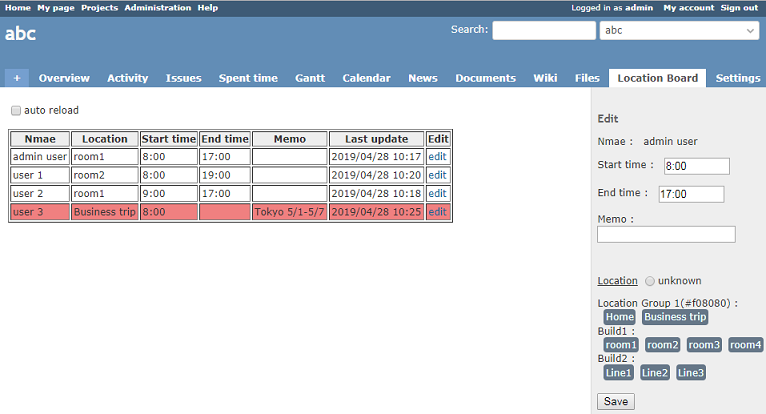 Home My page Projects Administration Help Logged in as admin My account Sign out
abc Search: abc
+ Overview Activity Issues Spent time Gantt Calendar News Documents Wiki Files Location Board Settings
auto reload
Nmae Location Start time End time Memo Last update Edit
admin user room1 8:00 17:00 2019/04/28 10:17 edit
user 1 room2 8:00 19:00 2019/04/28 10:20 edit
user 2 room1 9:00 17:00 2019/04/28 10:18 edit
user 3 Business trip 8:00 Tokyo 5/1-5/7 2019/04/28 10:25 edit
Edit
Nmae : admin user
Start time : 8:00
End time : 17:00
Memo :
Location unknown
Location Group 1(#f08080) :
Home Business trip
Build1 :
room1 room2 room3 room4
Build2 :
Line1 Line2 Line3
Save